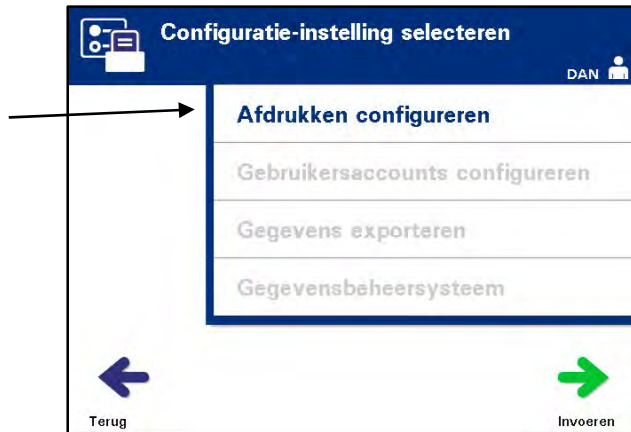 Configuratie-instelling selecteren
DAN
Afdrukken configureren
Gebruikersaccounts configureren
Gegevens exporteren
Gegevensbeheersysteem
Terug
Invoeren